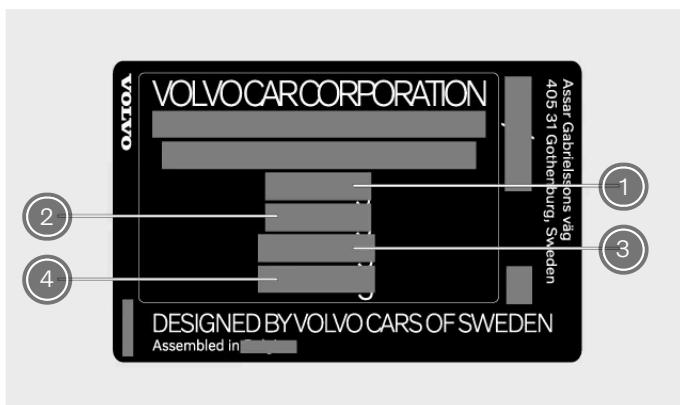 VOLVO
VOLVO CAR CORPORATION
Assar Gabrielssons väg
405 31 Gothenburg, Sweden
1
2
3
4
DESIGNED BY VOLVO CARS OF SWEDEN
Assembled in